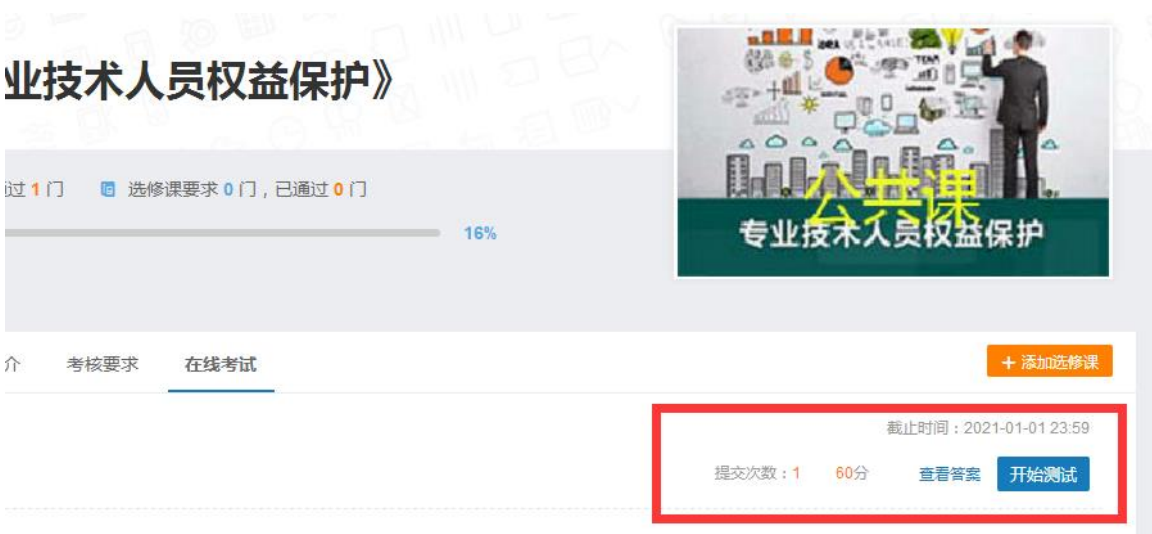 业技术人员权益保护》
过 1 门 选修课要求 0 门，已通过 0 门
16%
公共课
专业技术人员权益保护
介 考核要求 在线考试
+ 添加选修课
截止时间：2021-01-01 23:59
提交次数：1 60分 查看答案 开始测试